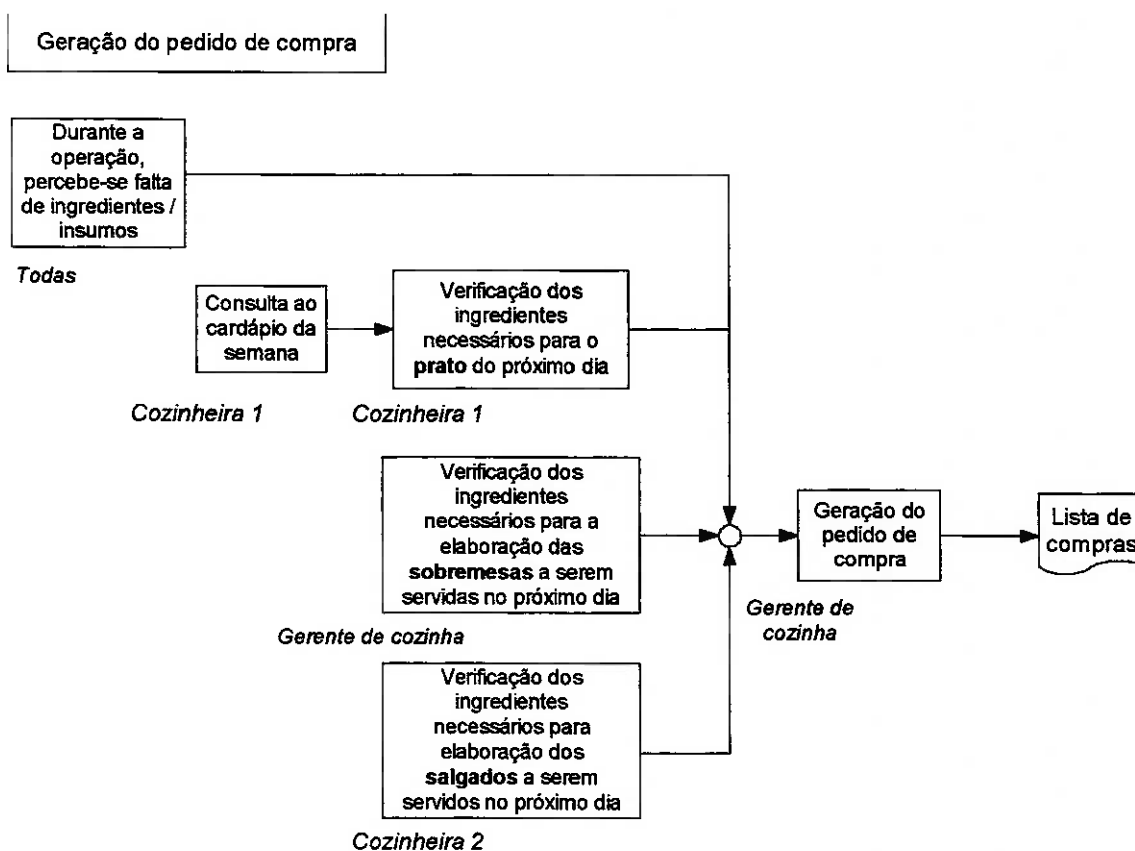 Geração do pedido de compra
Durante a
operação,
percebe-se falta
de ingredientes /
insumos
Todas
Consulta ao
cardápio da
semana
Cozinheira 1
Verificação dos
ingredientes
necessários para o
prato do próximo dia
Cozinheira 1
Verificação dos
ingredientes
necessários para a
elaboração das
sobremesas a serem
servidas no próximo dia
Gerente de cozinha
Verificação dos
ingredientes
necessários para
elaboração dos
salgados a serem
servidos no próximo dia
Cozinheira 2
Geração do
pedido de
compra
Gerente de
cozinha
Lista de
compras